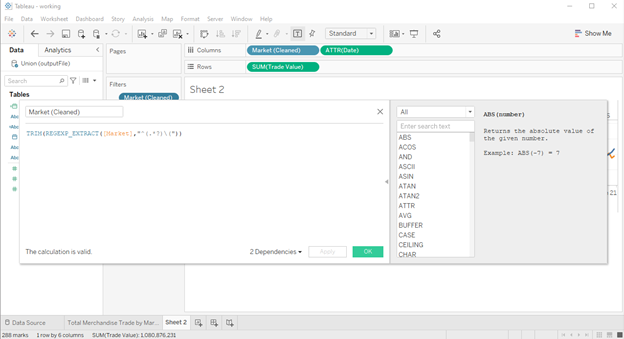 Tableau - working
File Data Worksheet Dashboard Story Analysis Map Format Server Window Help
Standard
Show Me
Data Analytics
Pages
Columns Market (Cleaned) ATTR(Date)
Union (outputFile)
Rows SUM(Trade Value)
Search
Filters
Sheet 2
Tables
Market (Cleaned)
Market (Cleaned)
TRIM(REGEXP_EXTRACT([Market],"^(.*?)\("))
The calculation is valid.
2 Dependencies
Apply
OK
All
Enter search text
ABS
ACOS
AND
ASCII
ASIN
ATAN
ATAN2
ATTR
AVG
BUFFER
CASE
CEILING
CHAR
ABS(number)
Returns the absolute value of
the given number.
Example: ABS(-7) = 7
Data Source Total Merchandise Trade by Mar... Sheet 2
288 marks 1 row by 6 columns SUM(Trade Value): 1,080,876,231